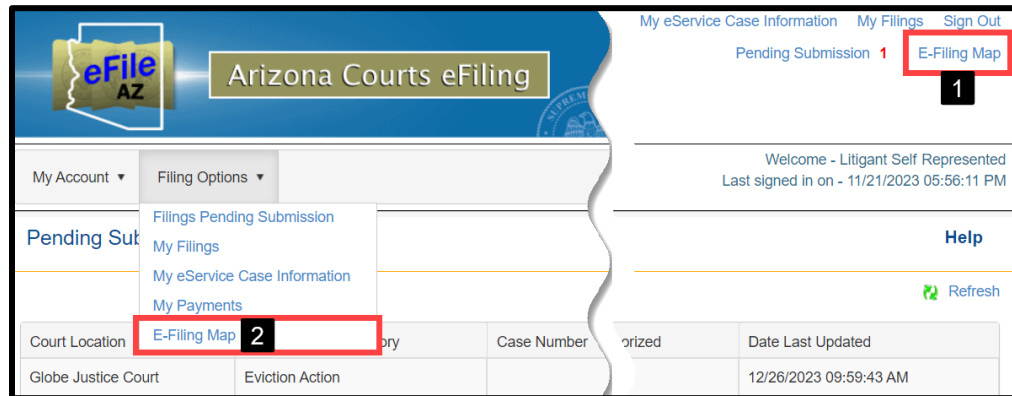 My eService Case Information My Filings Sign Out
Pending Submission 1 E-Filing Map
1
eFile
AZ
Arizona Courts eFiling
SUPREM
My Account ▾ Filing Options ▾
Welcome - Litigant Self Represented
Last signed in on - 11/21/2023 05:56:11 PM
Filings Pending Submission
Pending Sub
My Filings
Help
My eService Case Information
My Payments
Refresh
E-Filing Map 2
Court Location ory Case Number orized Date Last Updated
Globe Justice Court Eviction Action 12/26/2023 09:59:43 AM